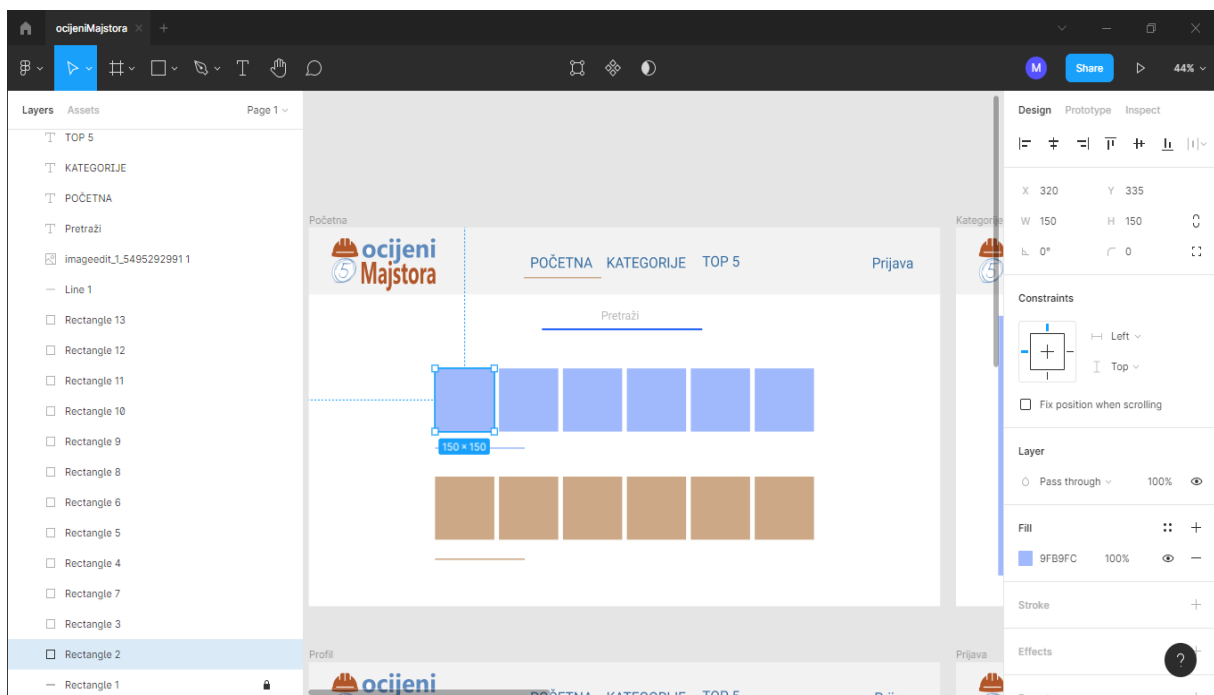 ocijeniMajstora
M
Share
44%
Layers
Assets
Page 1
TOP 5
KATEGORIJE
POČETNA
Pretraži
imageedit_1_5495292991 1
Line 1
Rectangle 13
Rectangle 12
Rectangle 11
Rectangle 10
Rectangle 9
Rectangle 8
Rectangle 6
Rectangle 5
Rectangle 4
Rectangle 7
Rectangle 3
Rectangle 2
Rectangle 1
Početna
Kategorije
ocijeni
5 Majstora
POČETNA KATEGORIJE TOP 5
Prijava
5
Pretraži
150 × 150
Profil
Prijava
ocijeni
Design Prototype Inspect
X 320 Y 335
W 150 H 150
0° 0
Constraints
Left
Top
Fix position when scrolling
Layer
Pass through 100%
Fill
9FB9FC 100%
Stroke
Effects
?